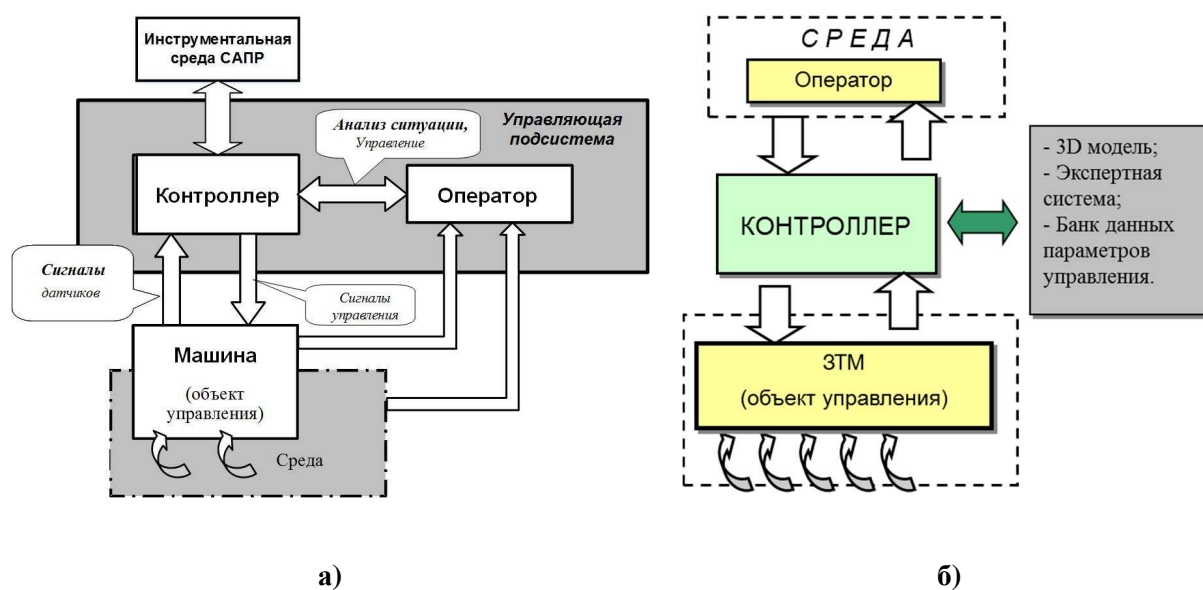 Инструментальная
среда САПР
Управляющая
подсистема
Анализ ситуации,
Управление
Контроллер
Оператор
Сигналы
датчиков
Сигналы
управления
Машина
(объект
управления)
Среда
а)
СРЕДА
Оператор
КОНТРОЛЛЕР
- 3D модель;
- Экспертная
система;
- Банк данных
параметров
управления.
ЗТМ
(объект управления)
б)